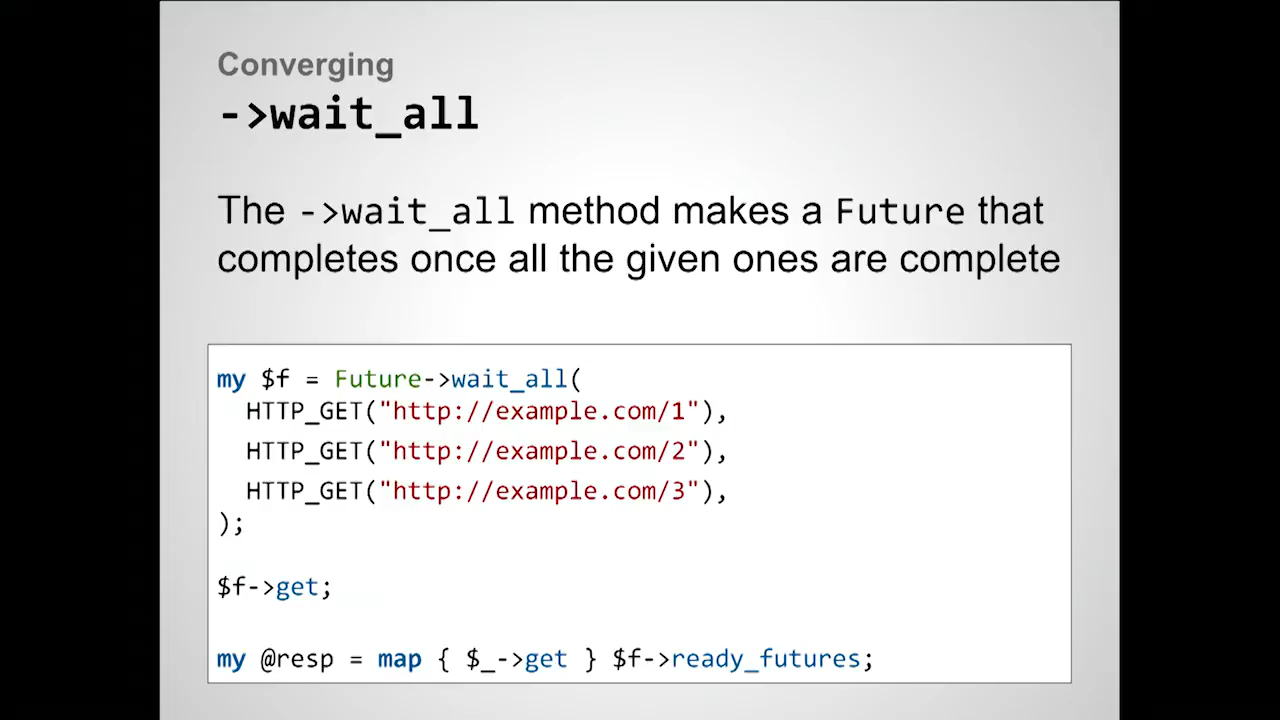 Converging
->wait_all
The ->wait_all method makes a Future that
completes once all the given ones are complete
my $f = Future->wait_all(
  HTTP_GET("http://example.com/1"),
  HTTP_GET("http://example.com/2"),
  HTTP_GET("http://example.com/3"),
);
$f->get;
my @resp = map { $_->get } $f->ready_futures;